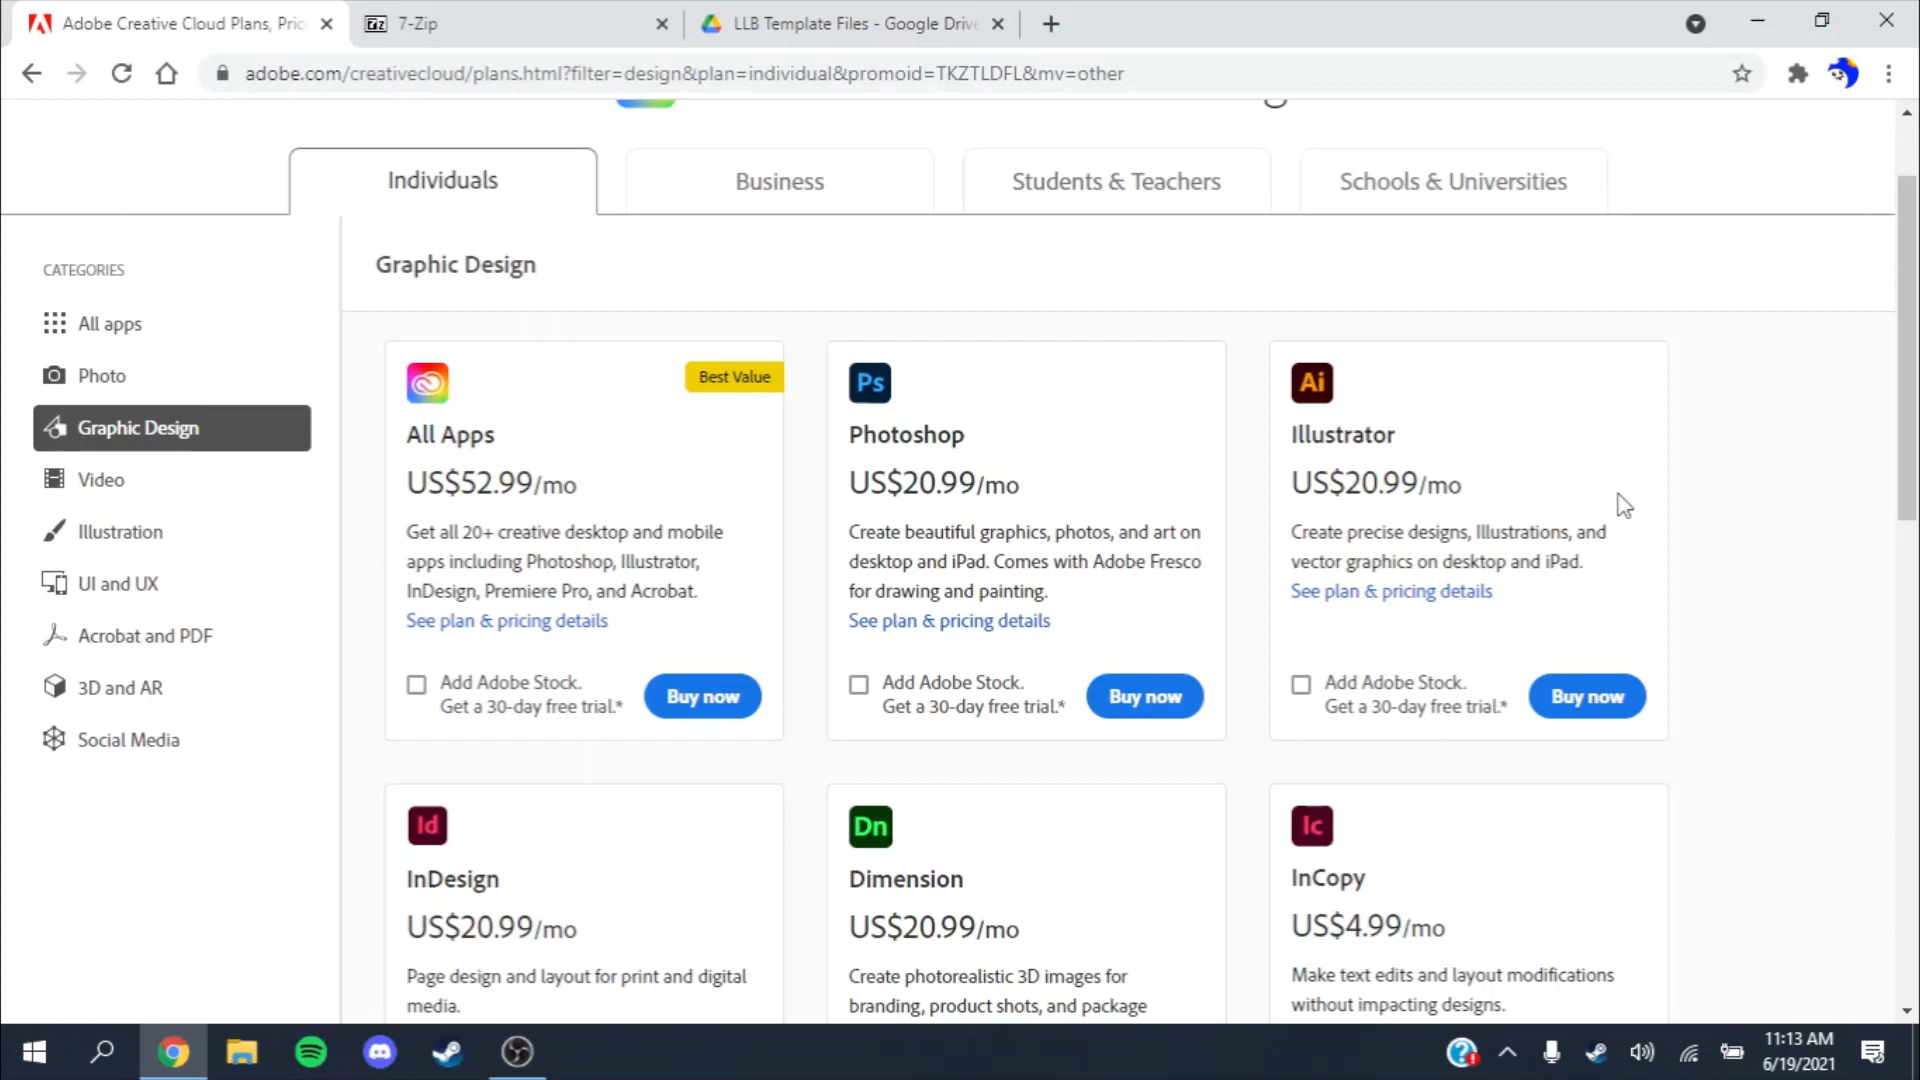 Adobe Creative Cloud Plans, Pric
7-Zip
LLB Template Files - Google Drive
adobe.com/creativecloud/plans.html?filter=design&plan=individual&promoid=TKZTLDFL&mv=other
Individuals
Business
Students & Teachers
Schools & Universities
CATEGORIES
All apps
Photo
Graphic Design
Video
Illustration
UI and UX
Acrobat and PDF
3D and AR
Social Media
Graphic Design
Best Value
All Apps
US$52.99/mo
Get all 20+ creative desktop and mobile
apps including Photoshop, Illustrator,
InDesign, Premiere Pro, and Acrobat.
See plan & pricing details
Add Adobe Stock.
Get a 30-day free trial.*
Buy now
Ps
Photoshop
US$20.99/mo
Create beautiful graphics, photos, and art on
desktop and iPad. Comes with Adobe Fresco
for drawing and painting.
See plan & pricing details
Add Adobe Stock.
Get a 30-day free trial.*
Buy now
Ai
Illustrator
US$20.99/mo
Create precise designs, Illustrations, and
vector graphics on desktop and iPad.
See plan & pricing details
Add Adobe Stock.
Get a 30-day free trial.*
Buy now
Id
InDesign
US$20.99/mo
Page design and layout for print and digital
media.
Dn
Dimension
US$20.99/mo
Create photorealistic 3D images for
branding, product shots, and package
Ic
InCopy
US$4.99/mo
Make text edits and layout modifications
without impacting designs.
11:13 AM
6/19/2021